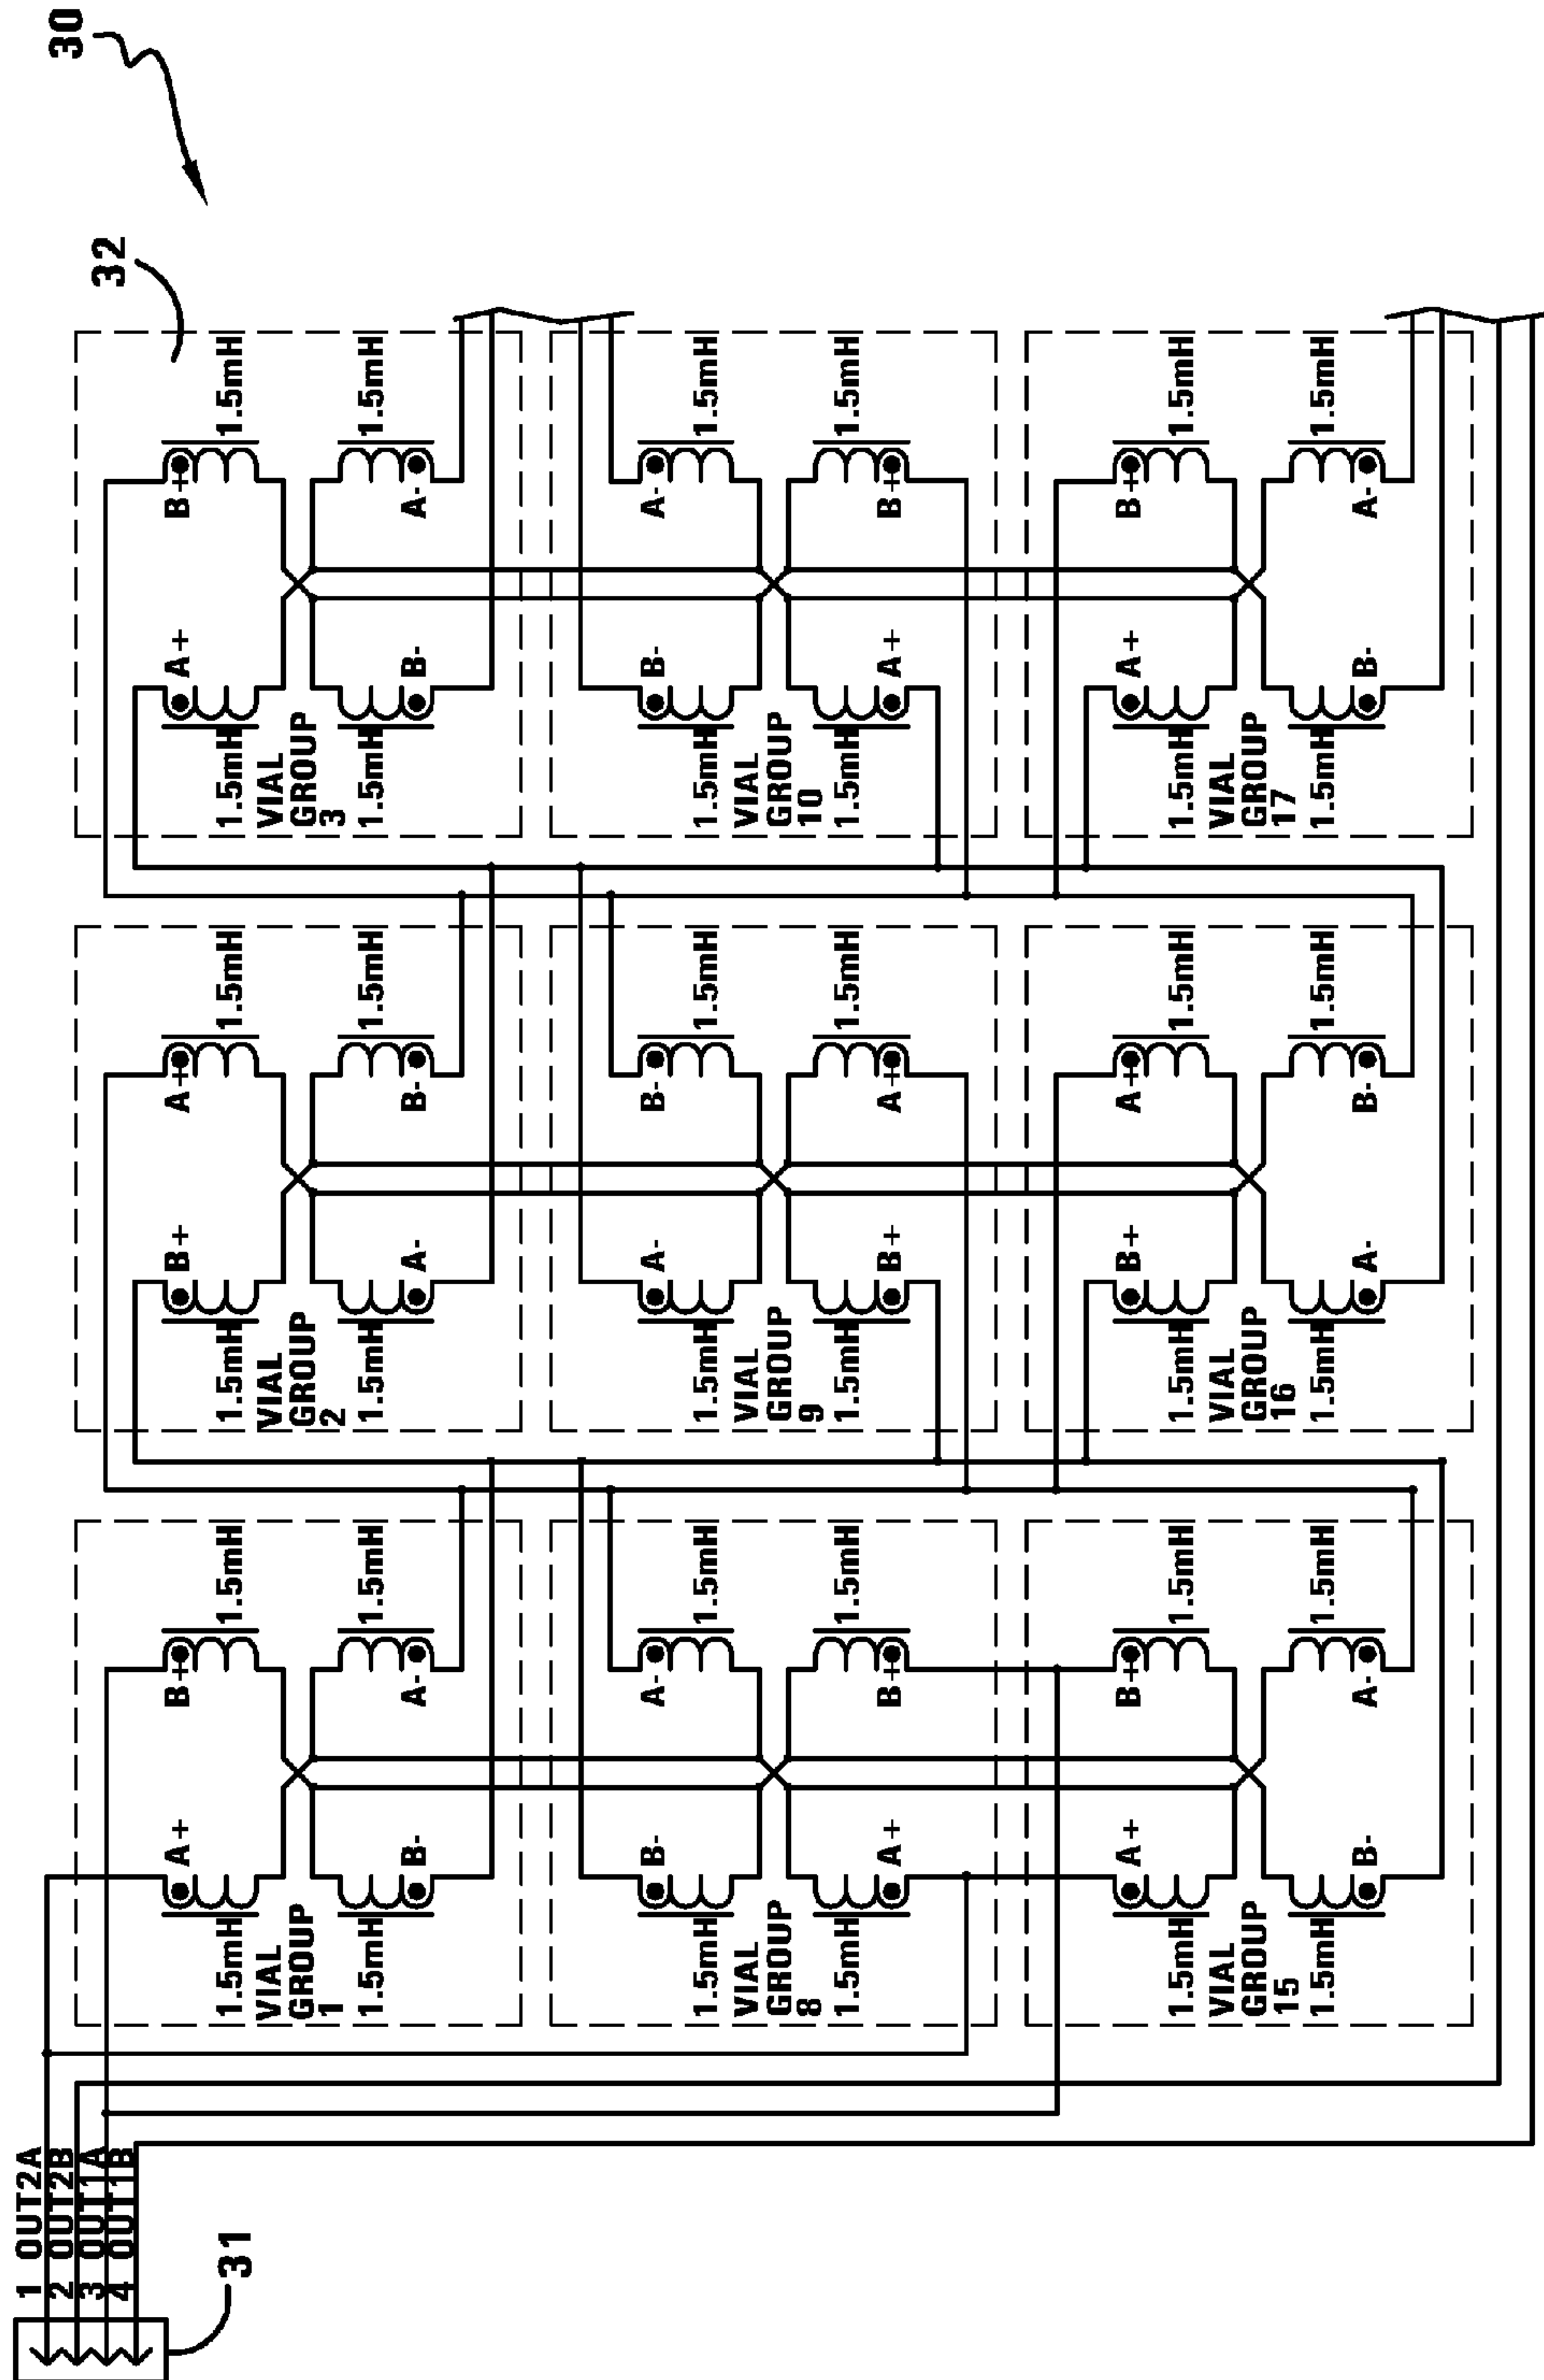 30
32
31
1 OUT2A
2 OUT2B
3 OUT1A
4 OUT1B
A+
B+
1.5mH
1.5mH
VIAL
GROUP
1
B-
A-
1.5mH
1.5mH
B+
A+
1.5mH
1.5mH
VIAL
GROUP
2
A-
B-
1.5mH
1.5mH
A+
B+
1.5mH
1.5mH
VIAL
GROUP
3
B-
A-
1.5mH
1.5mH
B-
A-
1.5mH
1.5mH
VIAL
GROUP
8
A+
B+
1.5mH
1.5mH
A-
B-
1.5mH
1.5mH
VIAL
GROUP
9
B+
A+
1.5mH
1.5mH
B-
A-
1.5mH
1.5mH
VIAL
GROUP
10
A+
B+
1.5mH
1.5mH
A+
B+
1.5mH
1.5mH
VIAL
GROUP
15
B-
A-
1.5mH
1.5mH
B+
A+
1.5mH
1.5mH
VIAL
GROUP
16
A-
B-
1.5mH
1.5mH
A+
B+
1.5mH
1.5mH
VIAL
GROUP
17
B-
A-
1.5mH
1.5mH